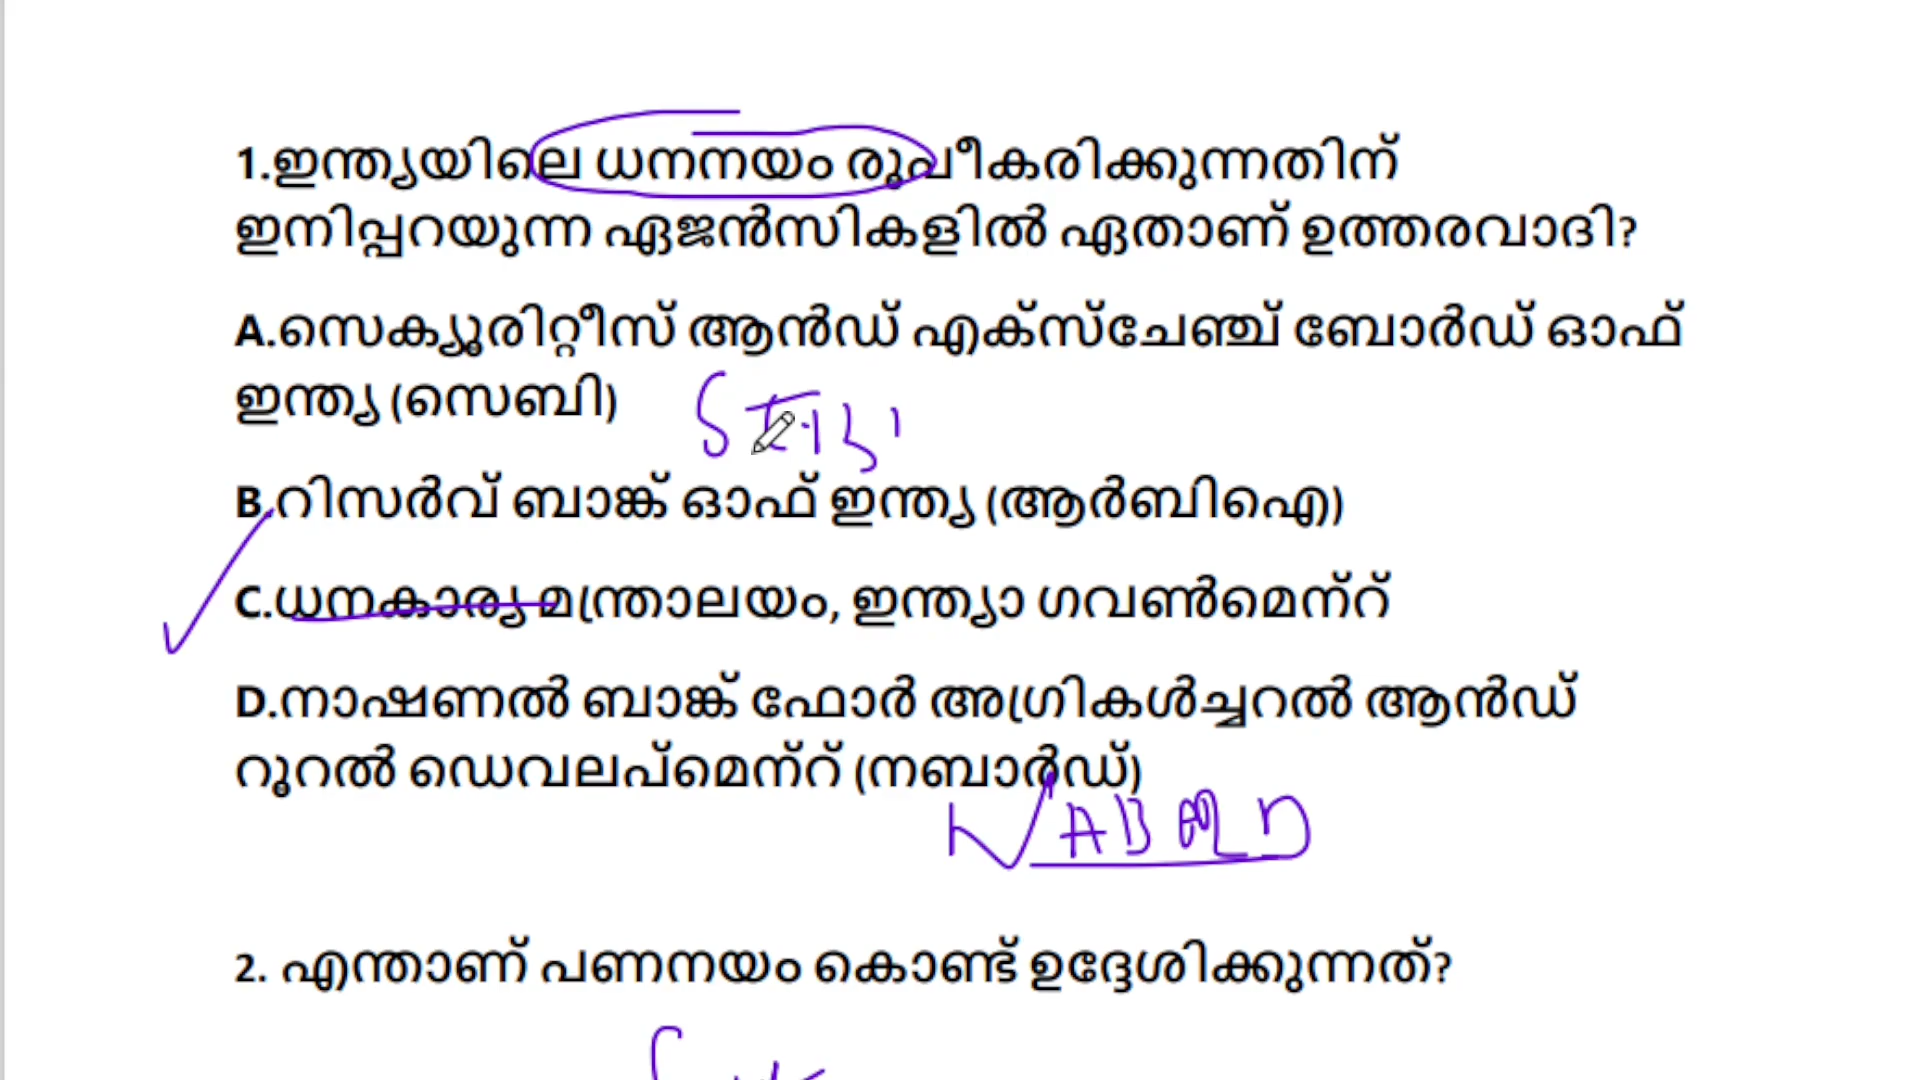 1.ഇന്ത്യയിലെ ധനനയം രൂപീകരിക്കുന്നതിന്
ഇനിപ്പറയുന്ന ഏജൻസികളിൽ ഏതാണ് ഉത്തരവാദി?
A.സെക്യൂരിറ്റീസ് ആൻഡ് എക്സ്ചേഞ്ച് ബോർഡ് ഓഫ്
ഇന്ത്യ (സെബി)
B.റിസർവ് ബാങ്ക് ഓഫ് ഇന്ത്യ (ആർബിഐ)
C.ധനകാര്യ മന്ത്രാലയം, ഇന്ത്യാ ഗവൺമെന്റ്
D.നാഷണൽ ബാങ്ക് ഫോർ അഗ്രികൾച്ചറൽ ആൻഡ്
റൂറൽ ഡെവലപ്മെന്റ് (നബാർഡ്)
NABARD
2. എന്താണ് പണനയം കൊണ്ട് ഉദ്ദേശിക്കുന്നത്?